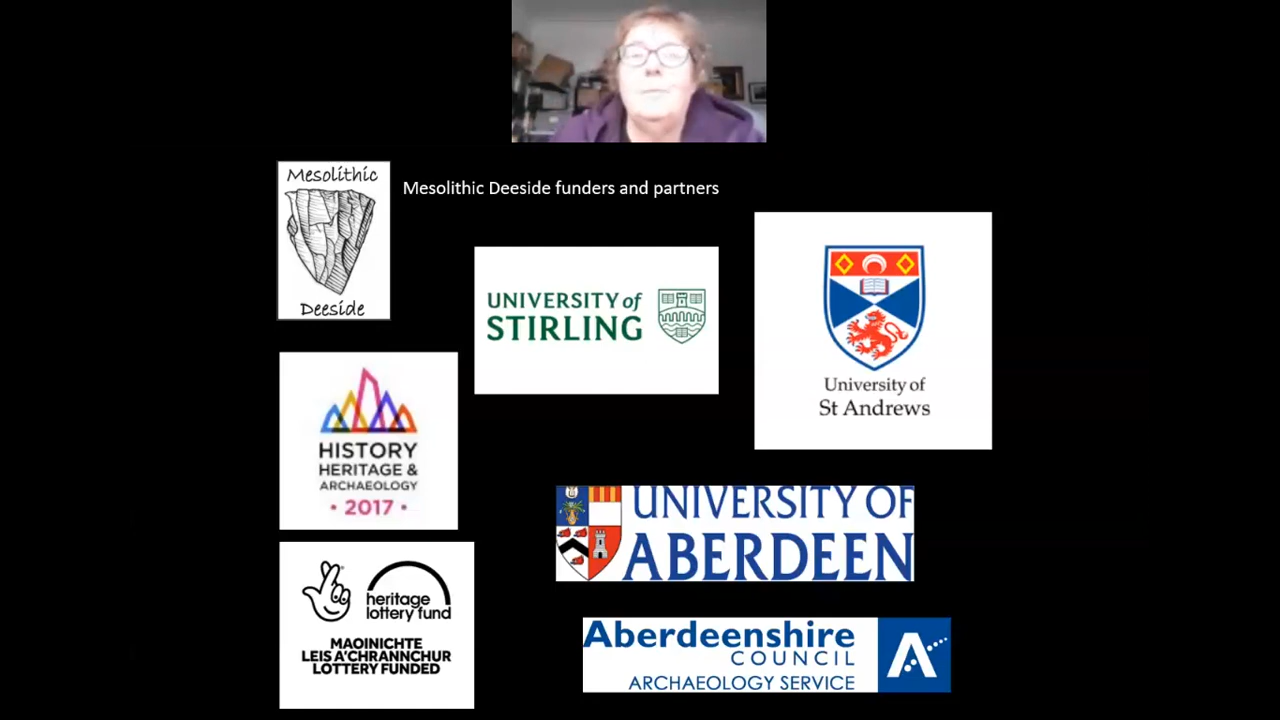 Mesolithic
Deeside
Mesolithic Deeside funders and partners
UNIVERSITY of
STIRLING
University of
St Andrews
HISTORY
HERITAGE &
ARCHAEOLOGY
• 2017 •
UNIVERSITY OF
ABERDEEN
heritage
lottery fund
MAOINICHTE
LEIS A'CHRANNCHUR
LOTTERY FUNDED
Aberdeenshire
COUNCIL
ARCHAEOLOGY SERVICE